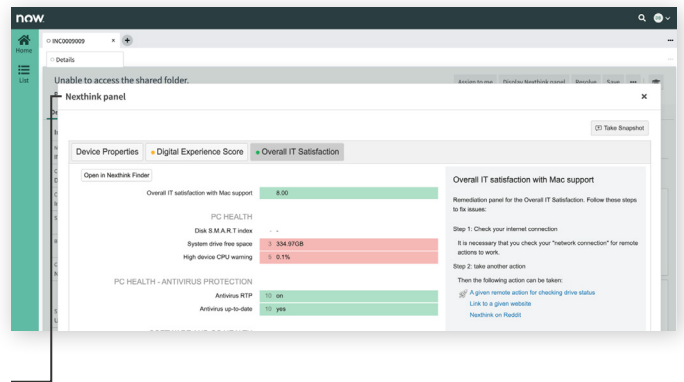 now.
Home
List
INC0009009 × +
Details
Unable to access the shared folder.
Assign to me Display Nexthink panel Resolve Save
Nexthink panel ×
Take Snapshot
Device Properties Digital Experience Score Overall IT Satisfaction
Open in Nexthink Finder
Overall IT satisfaction with Mac support 8.00
PC HEALTH
Disk S.M.A.R.T index - -
System drive free space 3 334.97GB
High device CPU warning 5 0.1%
PC HEALTH - ANTIVIRUS PROTECTION
Antivirus RTP 10 on
Antivirus up-to-date 10 yes
Overall IT satisfaction with Mac support
Remediation panel for the Overall IT Satisfaction. Follow these steps
to fix issues:
Step 1: Check your internet connection
It is necessary that you check your "network connection" for remote
actions to work.
Step 2: take another action
Then the following action can be taken:
A given remote action for checking drive status
Link to a given website
Nexthink on Reddit